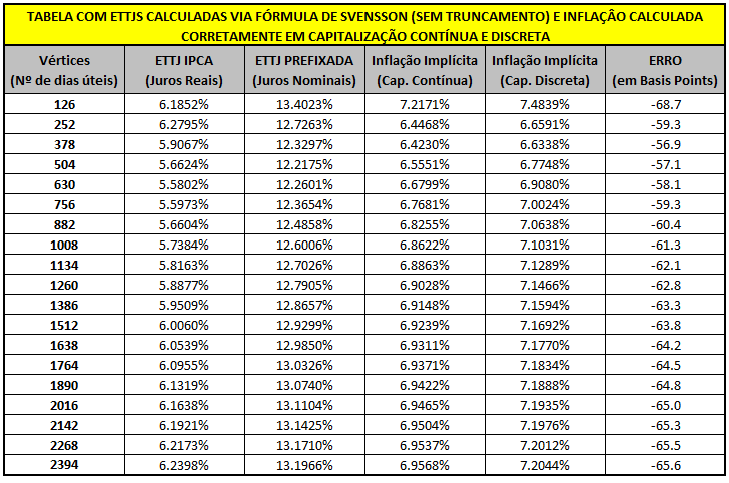 TABELA COM ETTJS CALCULADAS VIA FÓRMULA DE SVENSSON (SEM TRUNCAMENTO) E INFLAÇÂO CALCULADA
CORRETAMENTE EM CAPITALIZAÇÃO CONTÍNUA E DISCRETA
Vértices ETTJ IPCA ETTJ PREFIXADA Inflação Implícita Inflação Implícita ERRO
(Nº de dias úteis) (Juros Reais) (Juros Nominais) (Cap. Contínua) (Cap. Discreta) (em Basis Points)
126 6.1852% 13.4023% 7.2171% 7.4839% -68.7
252 6.2795% 12.7263% 6.4468% 6.6591% -59.3
378 5.9067% 12.3297% 6.4230% 6.6338% -56.9
504 5.6624% 12.2175% 6.5551% 6.7748% -57.1
630 5.5802% 12.2601% 6.6799% 6.9080% -58.1
756 5.5973% 12.3654% 6.7681% 7.0024% -59.3
882 5.6604% 12.4858% 6.8255% 7.0638% -60.4
1008 5.7384% 12.6006% 6.8622% 7.1031% -61.3
1134 5.8163% 12.7026% 6.8863% 7.1289% -62.1
1260 5.8877% 12.7905% 6.9028% 7.1466% -62.8
1386 5.9509% 12.8657% 6.9148% 7.1594% -63.3
1512 6.0060% 12.9299% 6.9239% 7.1692% -63.8
1638 6.0539% 12.9850% 6.9311% 7.1770% -64.2
1764 6.0955% 13.0326% 6.9371% 7.1834% -64.5
1890 6.1319% 13.0740% 6.9422% 7.1888% -64.8
2016 6.1638% 13.1104% 6.9465% 7.1935% -65.0
2142 6.1921% 13.1425% 6.9504% 7.1976% -65.3
2268 6.2173% 13.1710% 6.9537% 7.2012% -65.5
2394 6.2398% 13.1966% 6.9568% 7.2044% -65.6